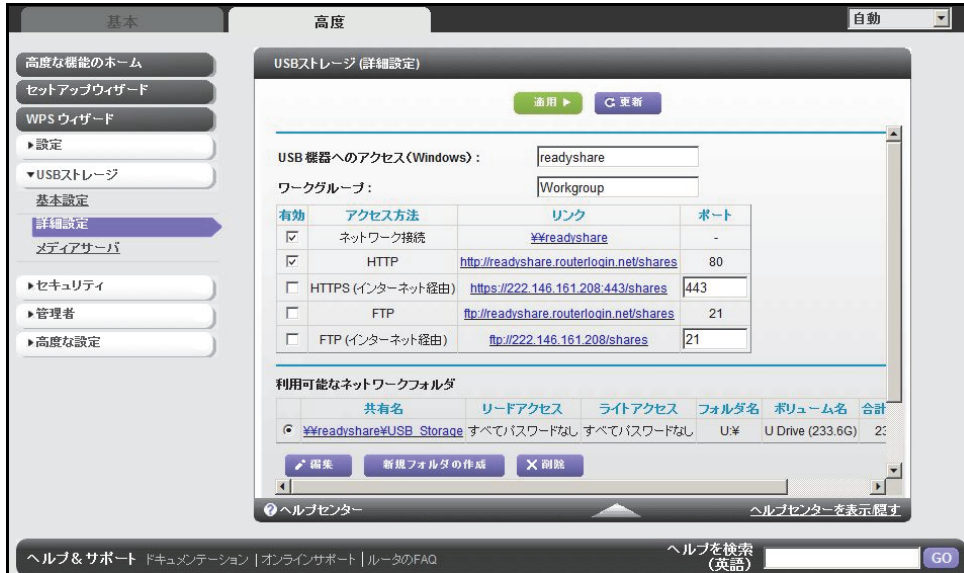 基本
高度
自動
高度な機能のホーム
セットアップウィザード
WPS ウィザード
▶設定
▼USBストレージ
基本設定
詳細設定
メディアサーバ
▶セキュリティ
▶管理者
▶高度な設定
USBストレージ (詳細設定)
適用 ▶
更新
USB 機器へのアクセス(Windows) : readyshare
ワークグループ : Workgroup
有効 アクセス方法 リンク ポート
ネットワーク接続 ¥¥readyshare -
HTTP http://readyshare.routerlogin.net/shares 80
HTTPS (インターネット経由) https://222.146.161.208:443/shares 443
FTP ftp://readyshare.routerlogin.net/shares 21
FTP (インターネット経由) ftp://222.146.161.208/shares 21
利用可能なネットワークフォルダ
共有名 リードアクセス ライトアクセス フォルダ名 ボリューム名 合計
¥¥readyshare¥USB_Storage すべてパスワードなし すべてパスワードなし U:¥ U Drive (233.6G) 23
編集
新規フォルダの作成
X 削除
ヘルプセンター
ヘルプセンターを表示/隠す
ヘルプ & サポート ドキュメンテーション | オンラインサポート | ルータのFAQ
ヘルプを検索
(英語)
GO